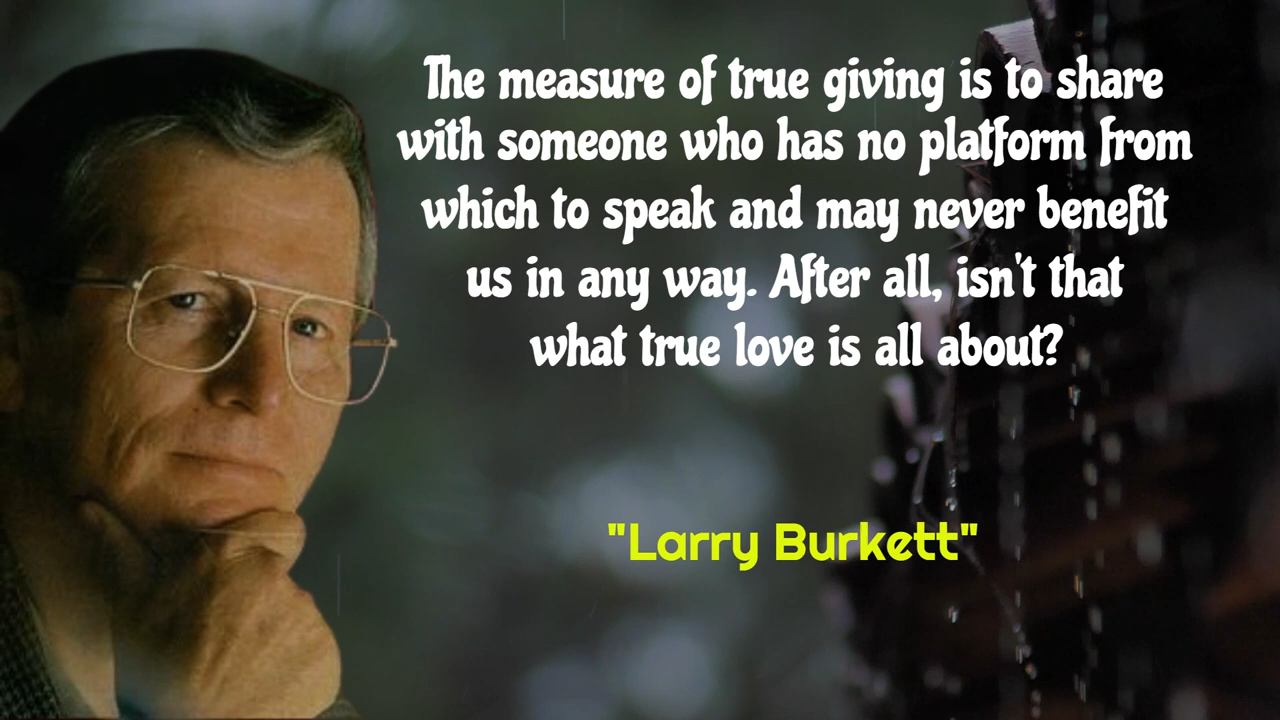 The measure of true giving is to share
with someone who has no platform from
which to speak and may never benefit
us in any way. After all, isn't that
what true love is all about?
"Larry Burkett"